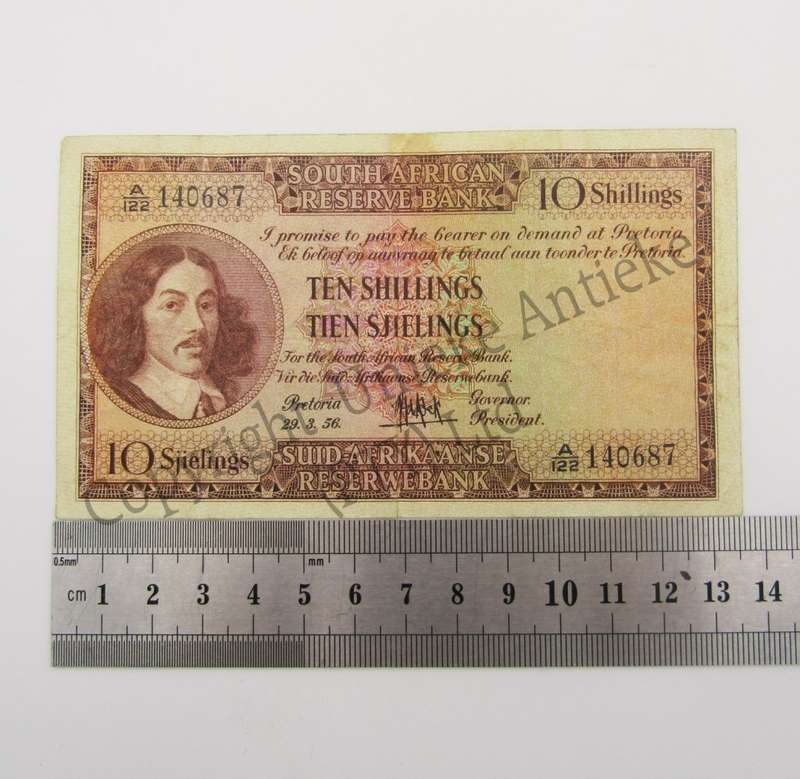 SOUTH AFRICAN
RESERVE BANK
A/122 140687
10 Shillings
I promise to pay the bearer on demand at Pretoria.
Ek beloof op aanvraag te betaal aan toonder te Pretoria.
TEN SHILLINGS
TIEN SJIELINGS
For the South African Reserve Bank.
Vir die Suid-Afrikaanse Reserwebank.
Pretoria
29. 3. 56.
Governor.
President.
10 Sjielings
SUID-AFRIKAANSE
RESERWEBANK
A/122 140687
Copyright Unieke Antieke
Ltd
0.5mm
mm
cm 1 2 3 4 5 6 7 8 9 10 11 12 13 14